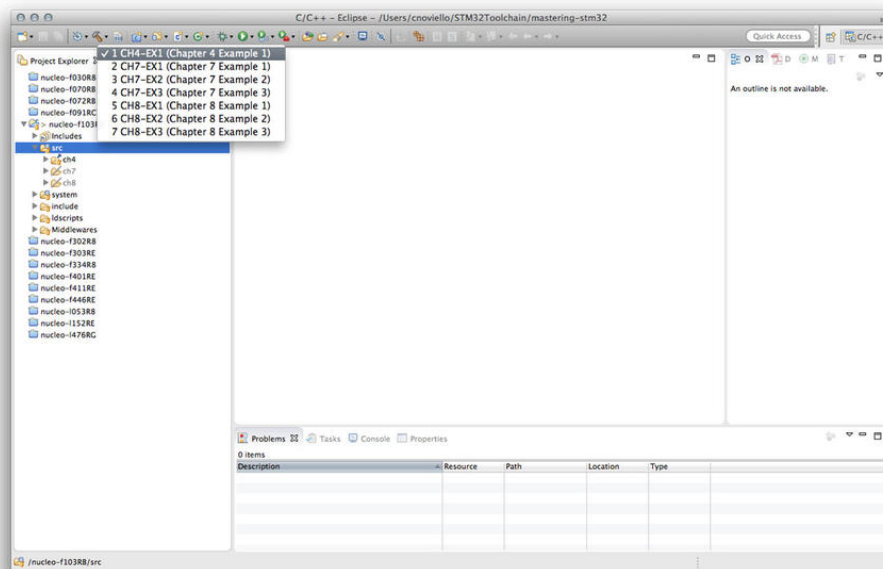 C/C++ - Eclipse - /Users/cnoviello/STM32Toolchain/mastering-stm32
Quick Access
C/C++
✓ 1 CH4-EX1 (Chapter 4 Example 1)
2 CH7-EX1 (Chapter 7 Example 1)
3 CH7-EX2 (Chapter 7 Example 2)
4 CH7-EX3 (Chapter 7 Example 3)
5 CH8-EX1 (Chapter 8 Example 1)
6 CH8-EX2 (Chapter 8 Example 2)
7 CH8-EX3 (Chapter 8 Example 3)
Project Explorer
nucleo-f030R8
nucleo-f070RB
nucleo-f072RB
nucleo-f091RC
> nucleo-f103R
Includes
src
ch4
ch7
ch8
system
include
ldscripts
Middlewares
nucleo-f302R8
nucleo-f303RE
nucleo-f334R8
nucleo-f401RE
nucleo-f411RE
nucleo-f446RE
nucleo-l053R8
nucleo-l152RE
nucleo-l476RG
O D M T
An outline is not available.
Problems Tasks Console Properties
0 items
Description Resource Path Location Type
/nucleo-f103RB/src